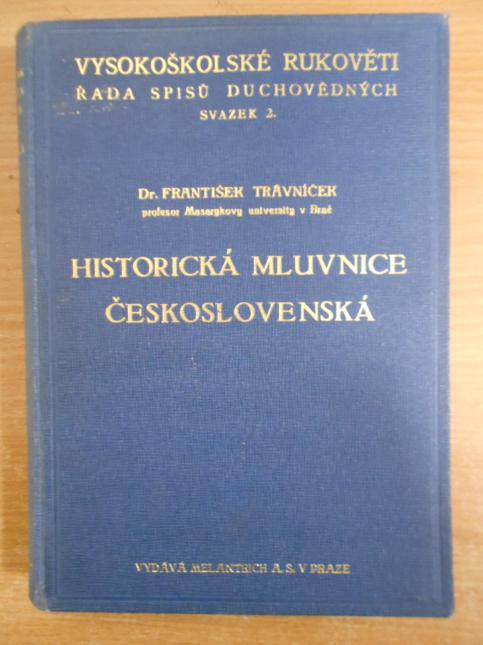 VYSOKOŠKOLSKÉ RUKOVĚTI
ŘADA SPISŮ DUCHOVĚDNÝCH
SVAZEK 2.
Dr. FRANTIŠEK TRÁVNÍČEK
profesor Masarykovy university v Brně
HISTORICKÁ MLUVNICE
ČESKOSLOVENSKÁ
VYDÁVÁ MELANTRICH A. S. V PRAZE